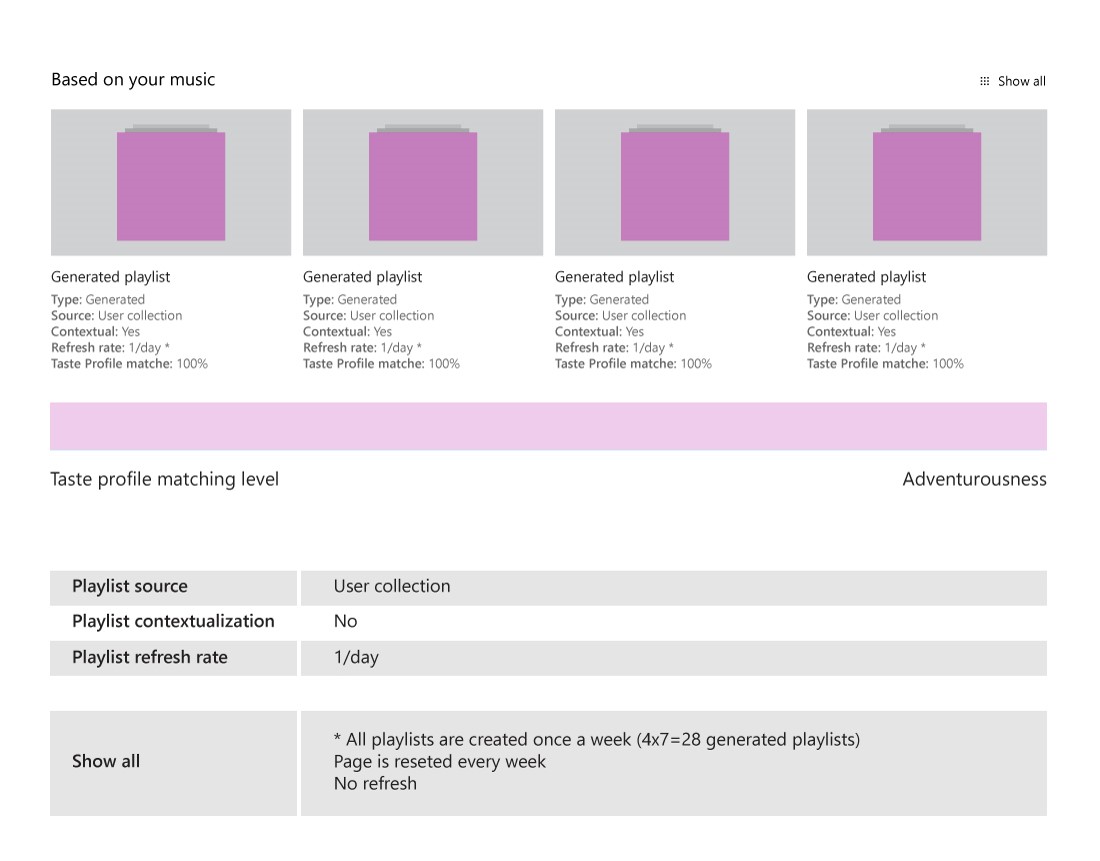 Based on your music
Show all
Generated playlist
Type: Generated
Source: User collection
Contextual: Yes
Refresh rate: 1/day *
Taste Profile matche: 100%
Generated playlist
Type: Generated
Source: User collection
Contextual: Yes
Refresh rate: 1/day *
Taste Profile matche: 100%
Generated playlist
Type: Generated
Source: User collection
Contextual: Yes
Refresh rate: 1/day *
Taste Profile matche: 100%
Generated playlist
Type: Generated
Source: User collection
Contextual: Yes
Refresh rate: 1/day *
Taste Profile matche: 100%
Taste profile matching level
Adventurousness
Playlist source
User collection
Playlist contextualization
No
Playlist refresh rate
1/day
Show all
* All playlists are created once a week (4x7=28 generated playlists)
Page is reseted every week
No refresh